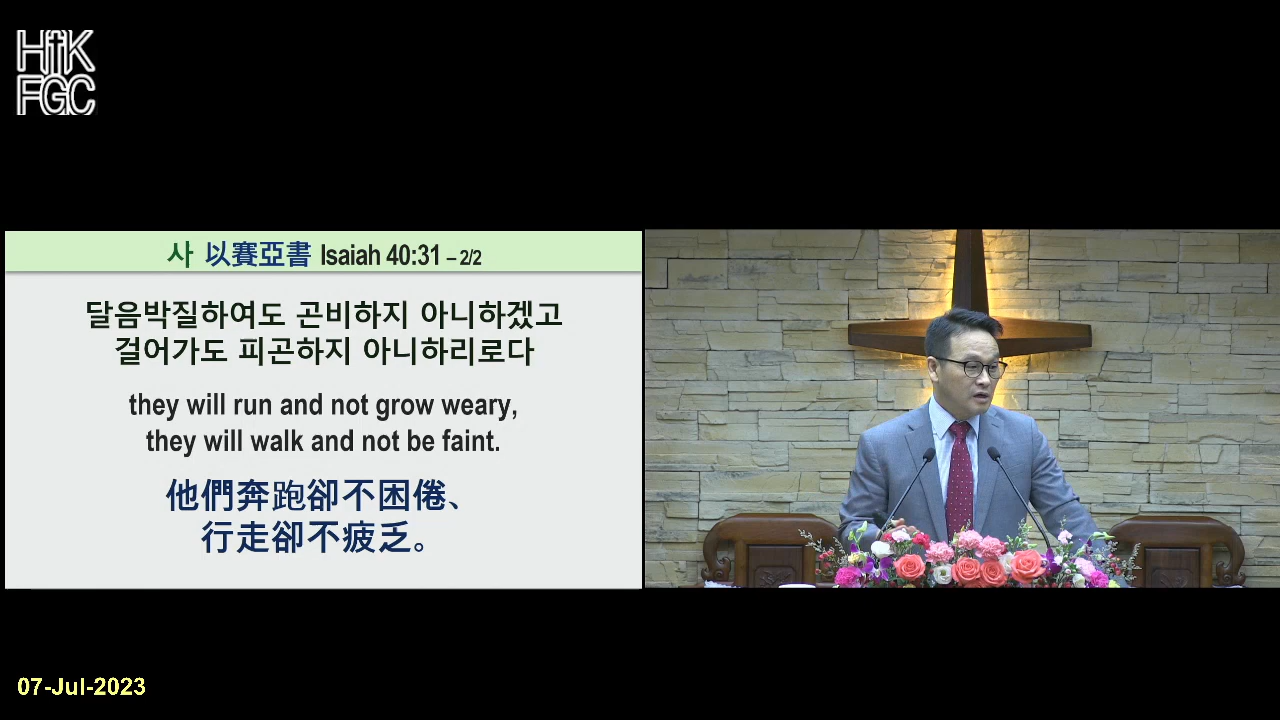 HfK
FGC
사 以賽亞書 Isaiah 40:31 – 2/2
달음박질하여도 곤비하지 아니하겠고
걸어가도 피곤하지 아니하리로다
they will run and not grow weary,
they will walk and not be faint.
他們奔跑卻不困倦、
行走卻不疲乏。
07-Jul-2023